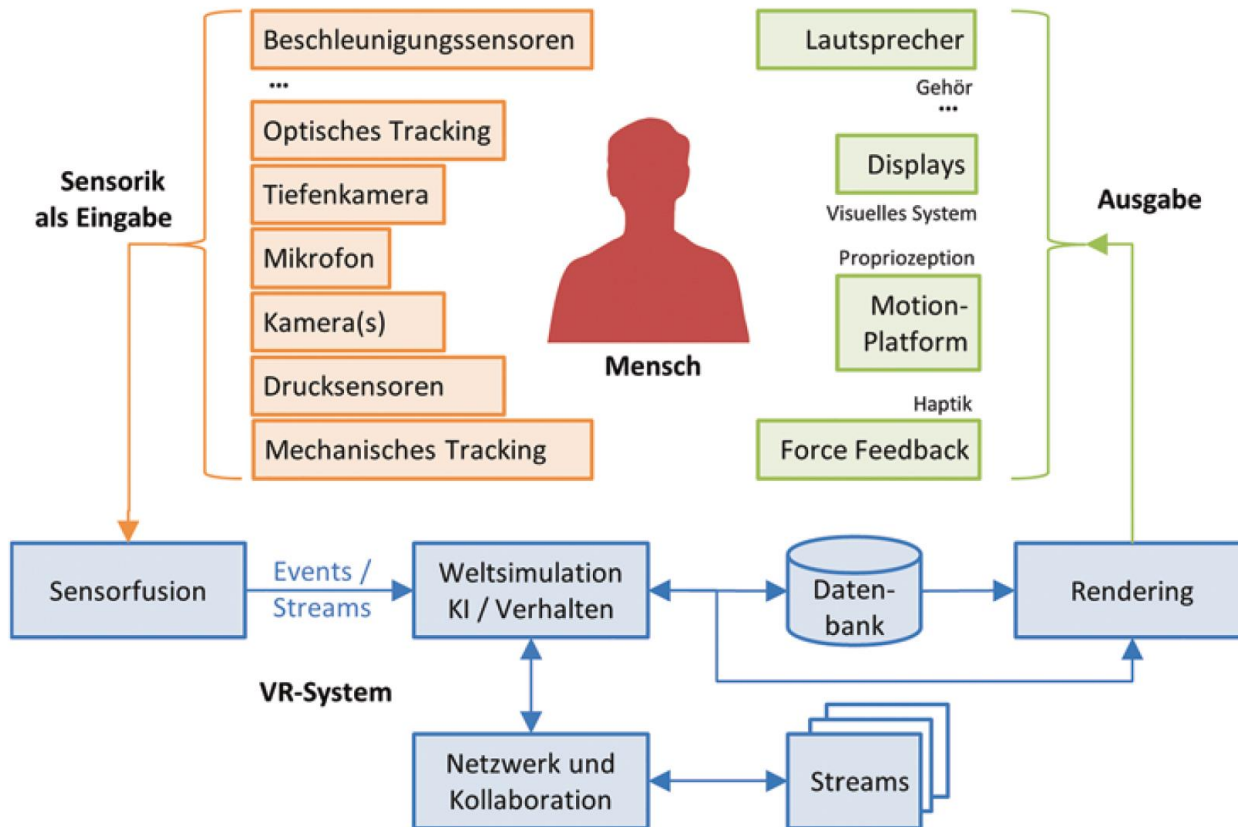 Beschleunigungssensoren
...
Optisches Tracking
Tiefenkamera
Mikrofon
Kamera(s)
Drucksensoren
Mechanisches Tracking
Sensorik
als Eingabe
Mensch
Lautsprecher
Gehör
...
Displays
Visuelles System
Propriozeption
Motion-
Platform
Haptik
Force Feedback
Ausgabe
Sensorfusion
Events /
Streams
Weltsimulation
KI / Verhalten
Daten-
bank
Rendering
VR-System
Netzwerk und
Kollaboration
Streams